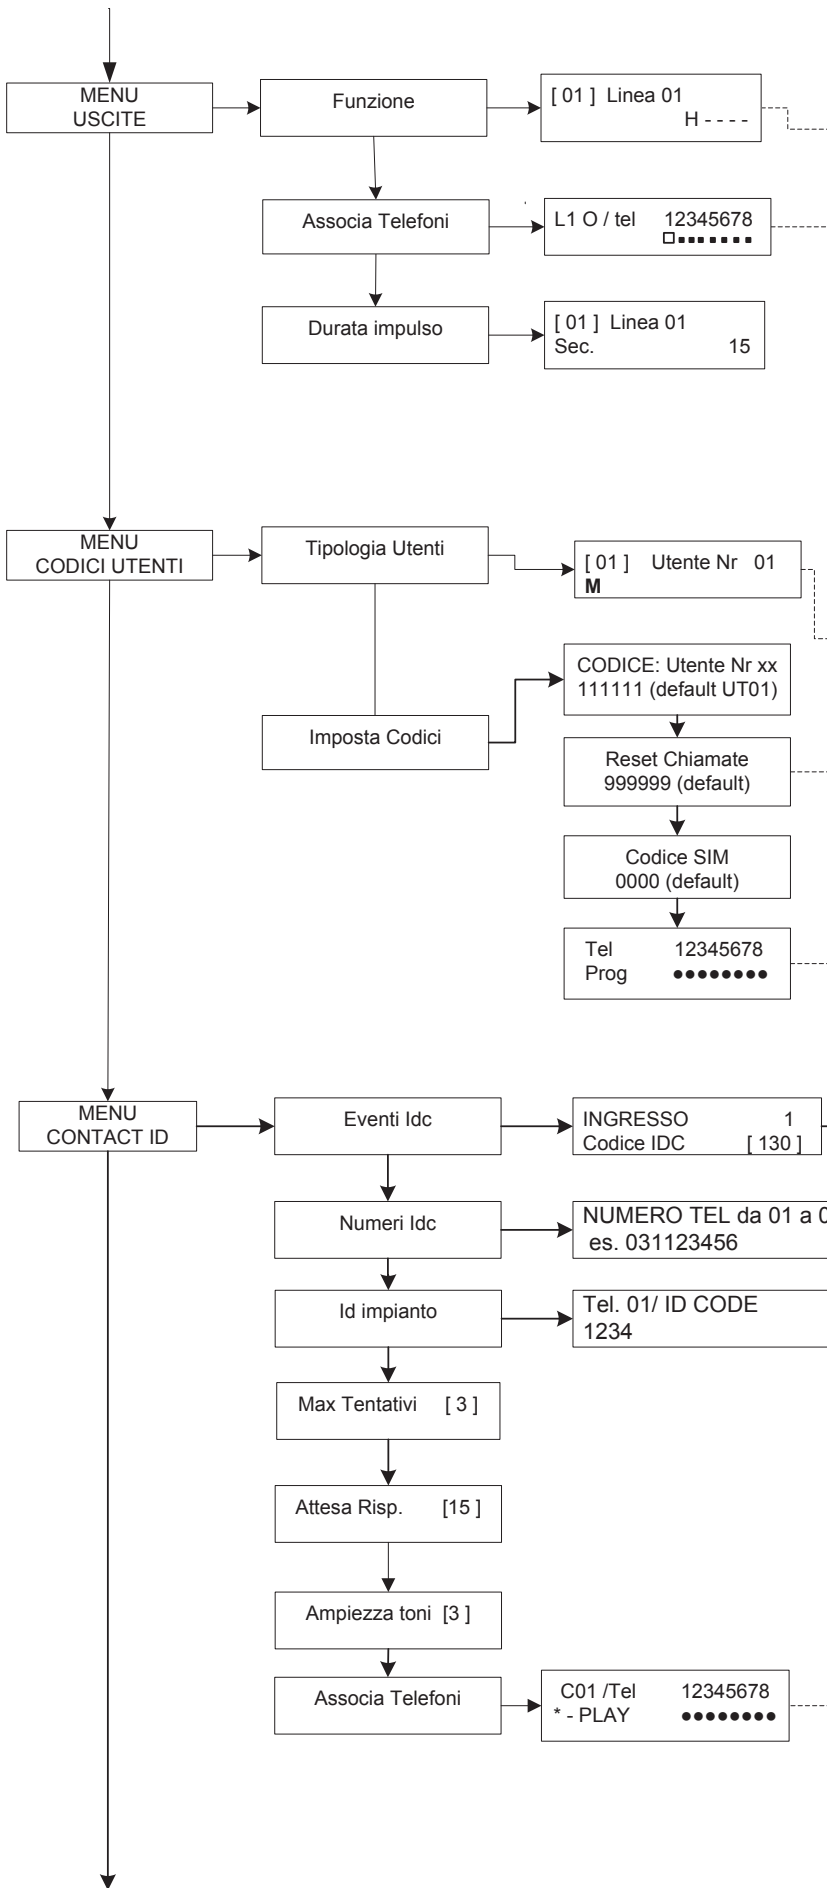 MENU
USCITE
Funzione
[ 01 ] Linea 01
H - - - -
Associa Telefoni
L1 O / tel 12345678
□■■■■■■■
Durata impulso
[ 01 ] Linea 01
Sec. 15
MENU
CODICI UTENTI
Tipologia Utenti
[ 01 ] Utente Nr 01
M
Imposta Codici
CODICE: Utente Nr xx
111111 (default UT01)
Reset Chiamate
999999 (default)
Codice SIM
0000 (default)
Tel 12345678
Prog ●●●●●●●●
MENU
CONTACT ID
Eventi Idc
INGRESSO 1
Codice IDC [ 130 ]
Numeri Idc
NUMERO TEL da 01 a 0
es. 031123456
Id impianto
Tel. 01/ ID CODE
1234
Max Tentativi [ 3 ]
Attesa Risp. [15 ]
Ampiezza toni [3 ]
Associa Telefoni
C01 /Tel 12345678
* - PLAY ●●●●●●●●